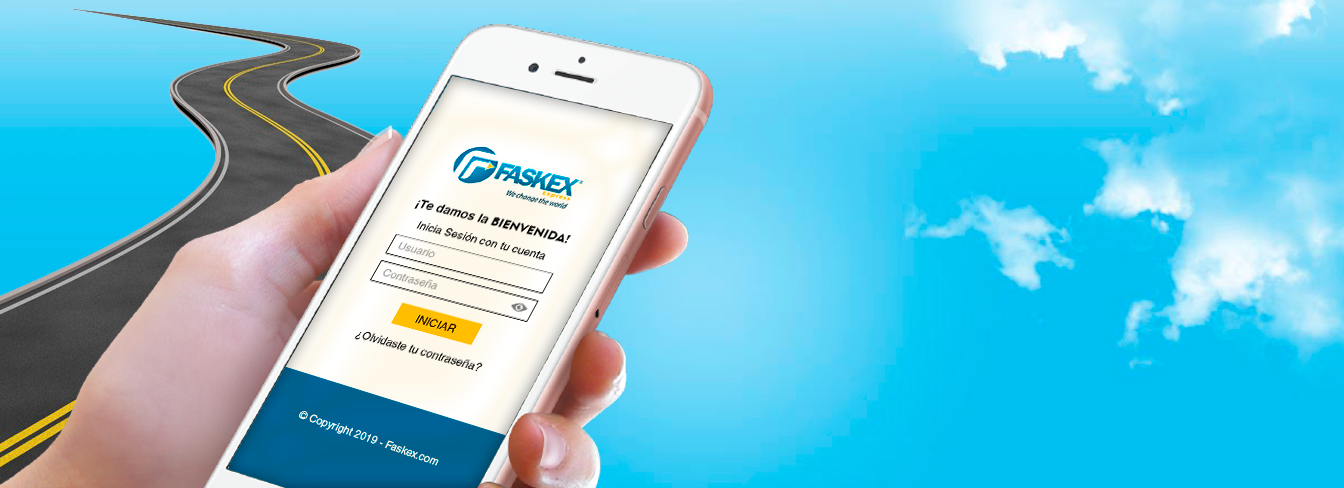 FASKEX
express
We change the world
¡Te damos la BIENVENIDA!
Inicia Sesión con tu cuenta
Usuario
Contraseña
INICIAR
¿Olvidaste tu contraseña?
© Copyright 2019 - Faskex.com